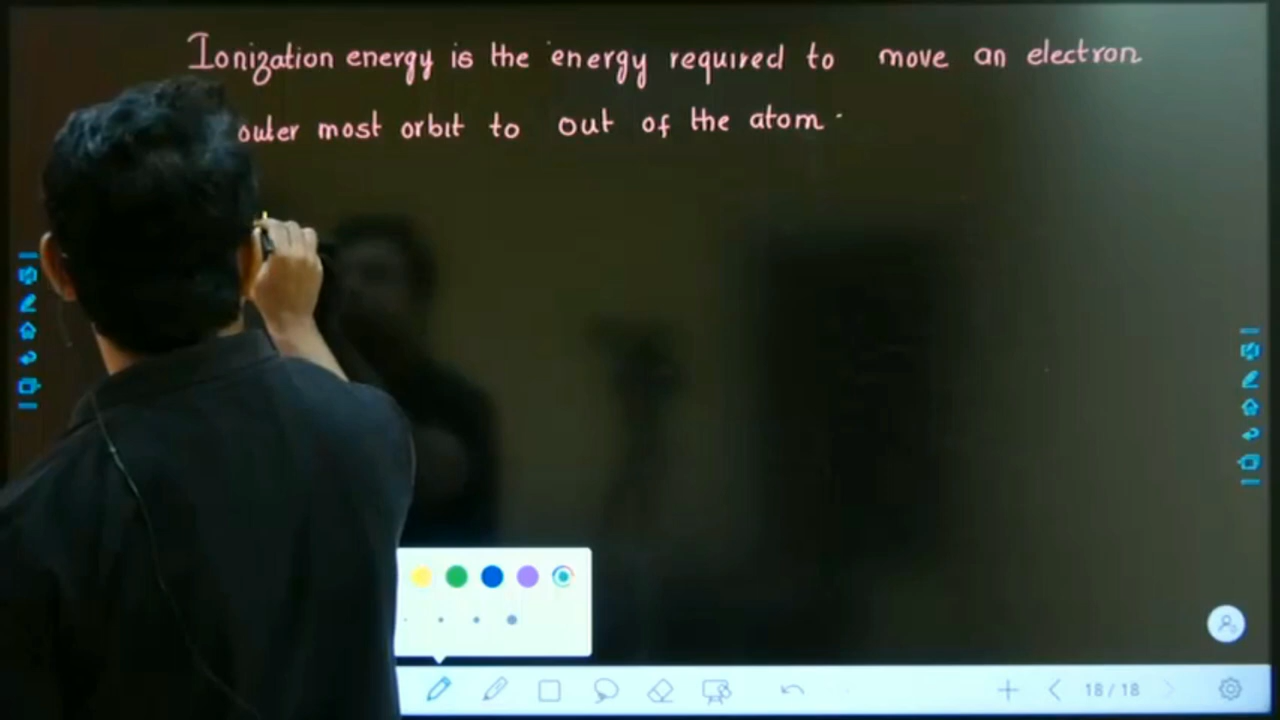 Ionization energy is the energy required to move an electron
outer most orbit to out of the atom.
18/18